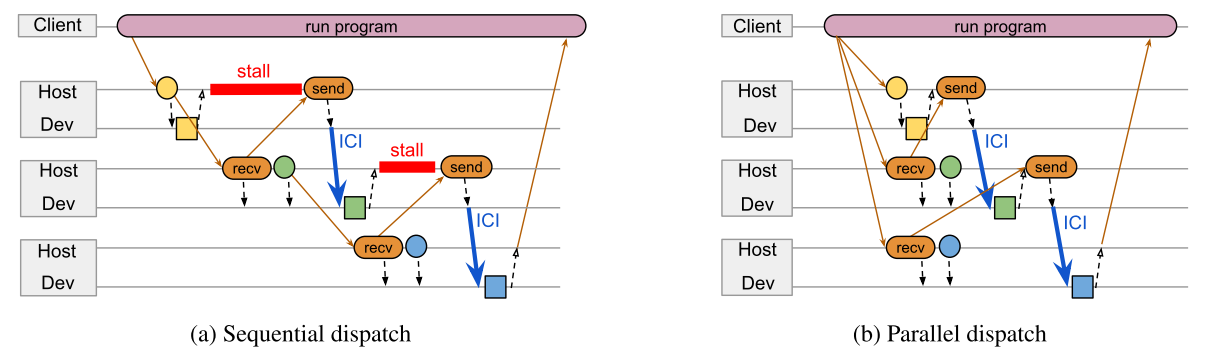 Client
run program
stall
Host
send
Dev
ICI
stall
Host
recv
send
Dev
ICI
Host
recv
Dev
(a) Sequential dispatch
Client
run program
Host
send
Dev
ICI
Host
recv
send
Dev
ICI
Host
recv
Dev
(b) Parallel dispatch